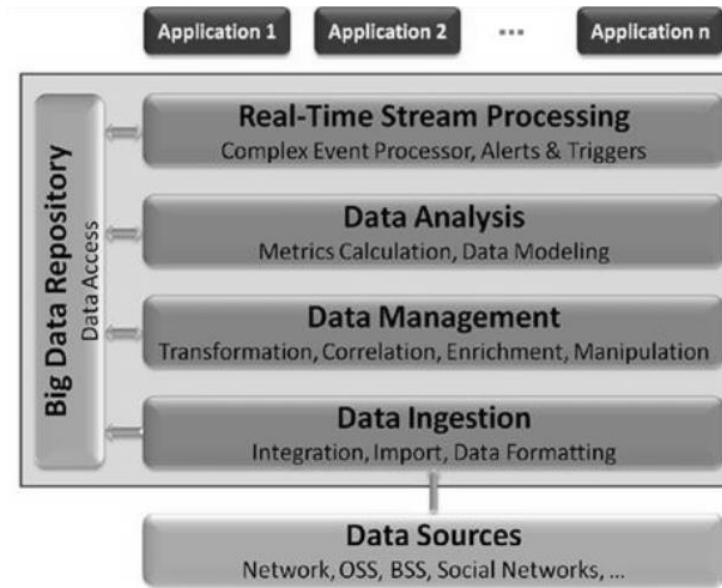 Application 1
Application 2
...
Application n
Big Data Repository
Data Access
Real-Time Stream Processing
Complex Event Processor, Alerts & Triggers
Data Analysis
Metrics Calculation, Data Modeling
Data Management
Transformation, Correlation, Enrichment, Manipulation
Data Ingestion
Integration, Import, Data Formatting
Data Sources
Network, OSS, BSS, Social Networks, ...